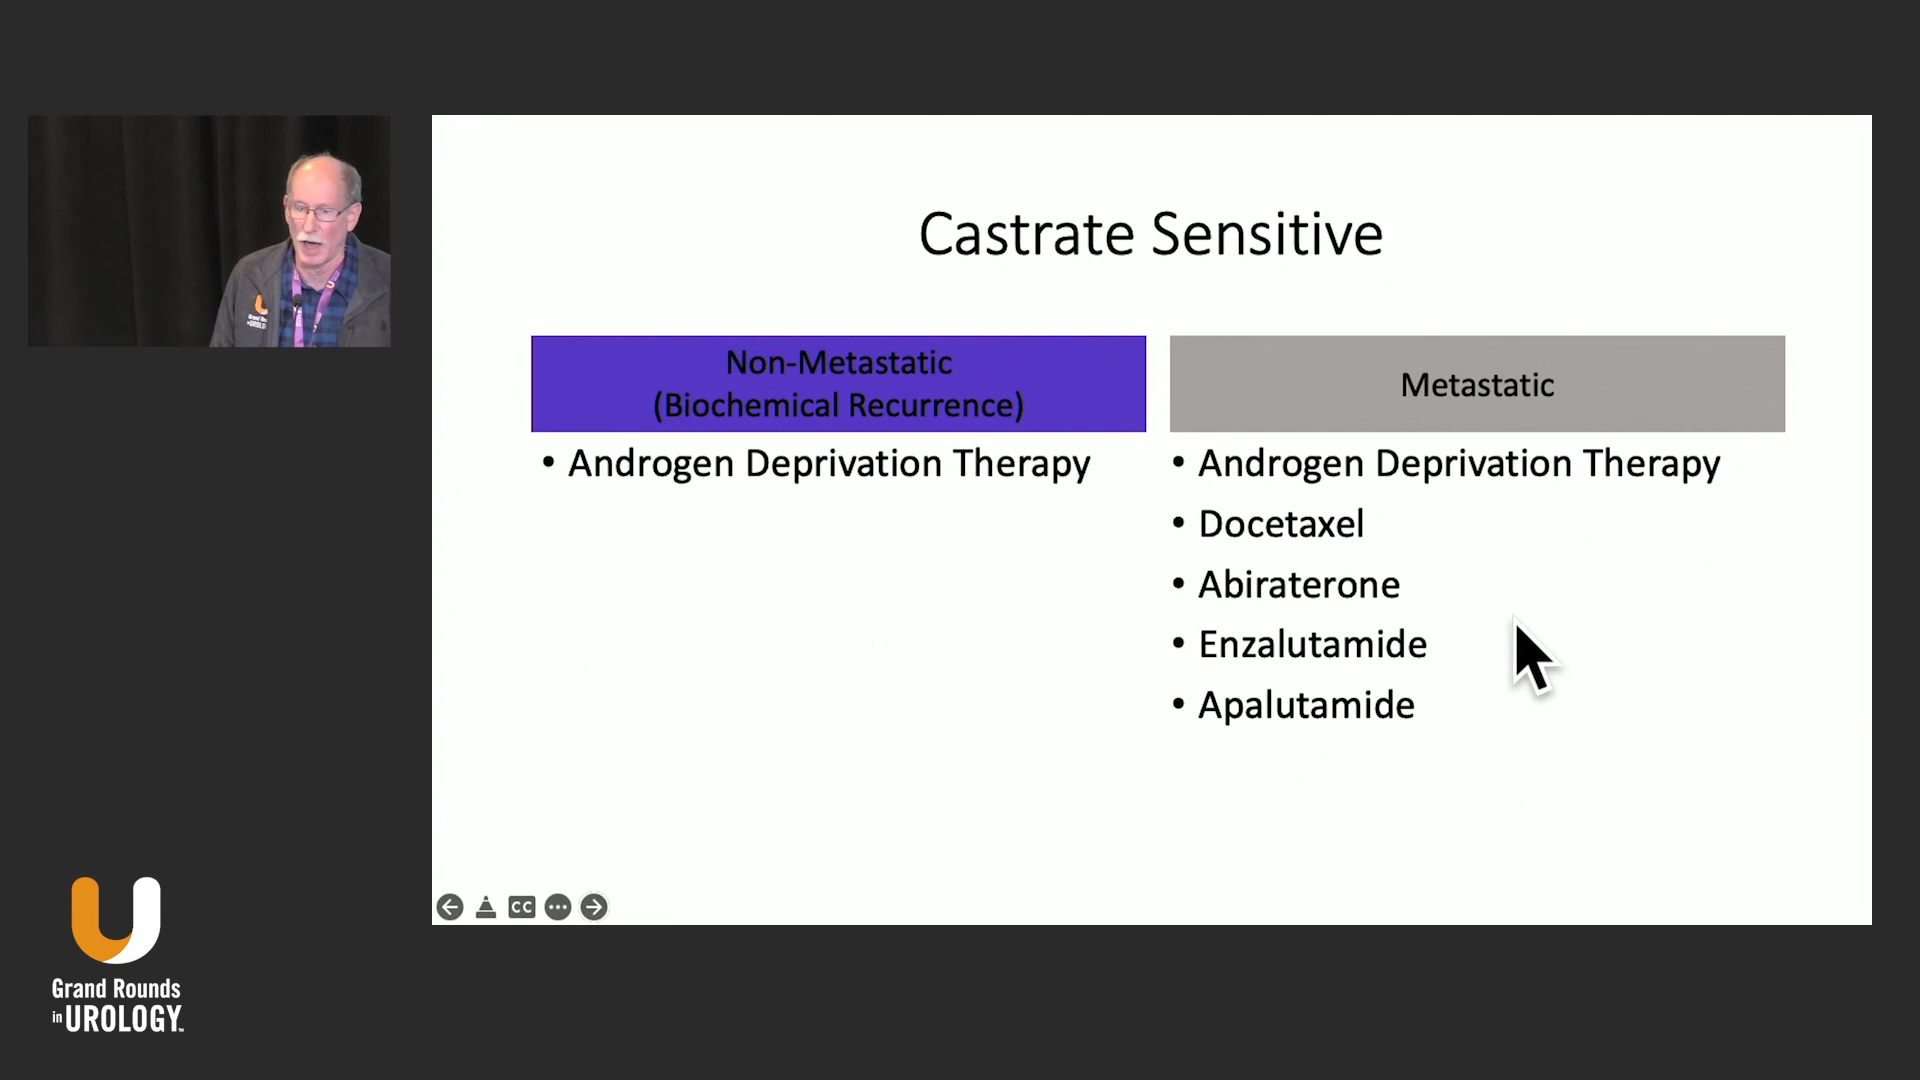 Castrate Sensitive
Non-Metastatic
(Biochemical Recurrence)
• Androgen Deprivation Therapy
Metastatic
• Androgen Deprivation Therapy
• Docetaxel
• Abiraterone
• Enzalutamide
• Apalutamide
CC
Grand Rounds
in UROLOGY™